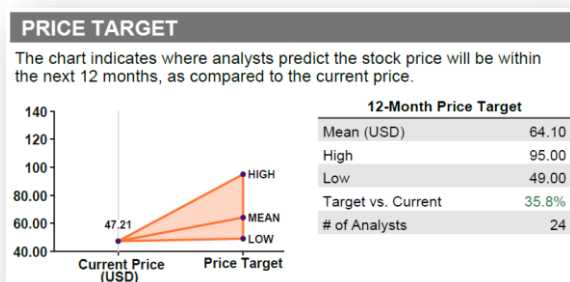 PRICE TARGET
The chart indicates where analysts predict the stock price will be within
the next 12 months, as compared to the current price.
140
120
100
80.00
60.00
40.00
47.21
HIGH
MEAN
LOW
Current Price
(USD)
Price Target
12-Month Price Target
Mean (USD) 64.10
High 95.00
Low 49.00
Target vs. Current 35.8%
# of Analysts 24